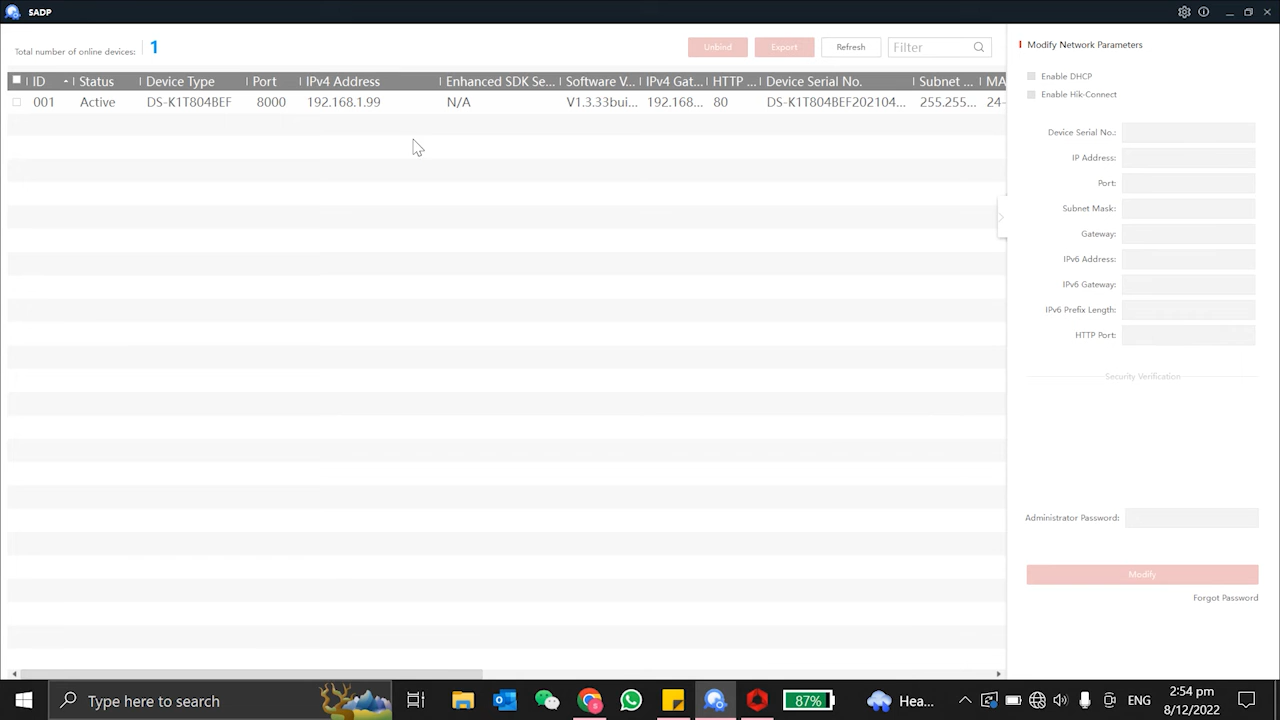 SADP
Total number of online devices: 1
Unbind Export Refresh Filter
ID Status Device Type Port IPv4 Address Enhanced SDK Se... Software V... IPv4 Gat... HTTP ... Device Serial No. Subnet ... MA
001 Active DS-K1T804BEF 8000 192.168.1.99 N/A V1.3.33bui... 192.168... 80 DS-K1T804BEF202104... 255.255... 24-
Modify Network Parameters
Enable DHCP
Enable Hik-Connect
Device Serial No.:
IP Address:
Port:
Subnet Mask:
Gateway:
IPv6 Address:
IPv6 Gateway:
IPv6 Prefix Length:
HTTP Port:
Security Verification
Administrator Password:
Modify
Forgot Password
Type here to search
87%
Hea...
ENG
2:54 pm
8/12/2022